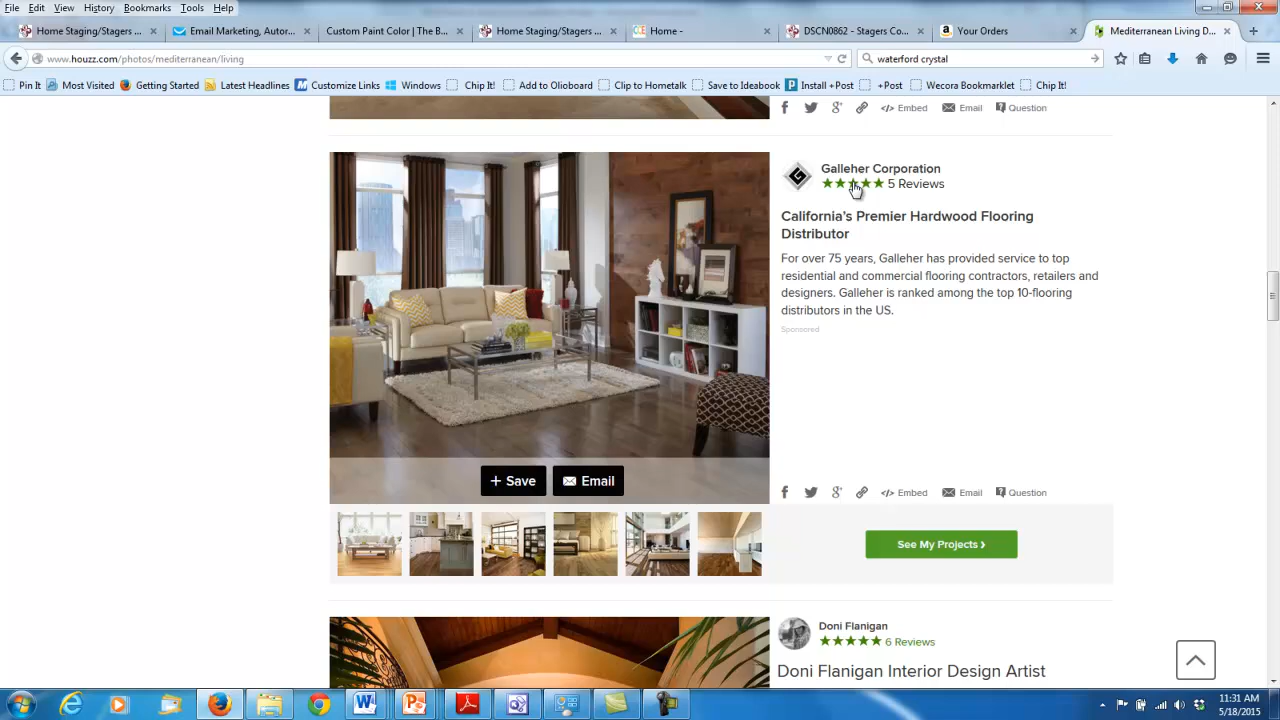 File Edit View History Bookmarks Tools Help
Home Staging/Stagers ... × Email Marketing, Autor... × Custom Paint Color | The B... × Home Staging/Stagers ... × Home - × DSCN0862 - Stagers Co... × Your Orders × Mediterranean Living D... × +
www.houzz.com/photos/mediterranean/living waterford crystal
Pin It Most Visited Getting Started Latest Headlines Customize Links Windows Chip It! Add to Olioboard Clip to Hometalk Save to Ideabook Install +Post +Post Wecora Bookmarklet Chip It!
</> Embed Email Question
Galleher Corporation
5 Reviews
California's Premier Hardwood Flooring
Distributor
For over 75 years, Galleher has provided service to top
residential and commercial flooring contractors, retailers and
designers. Galleher is ranked among the top 10-flooring
distributors in the US.
Sponsored
+ Save Email
</> Embed Email Question
See My Projects ›
Doni Flanigan
6 Reviews
Doni Flanigan Interior Design Artist
11:31 AM
5/18/2015